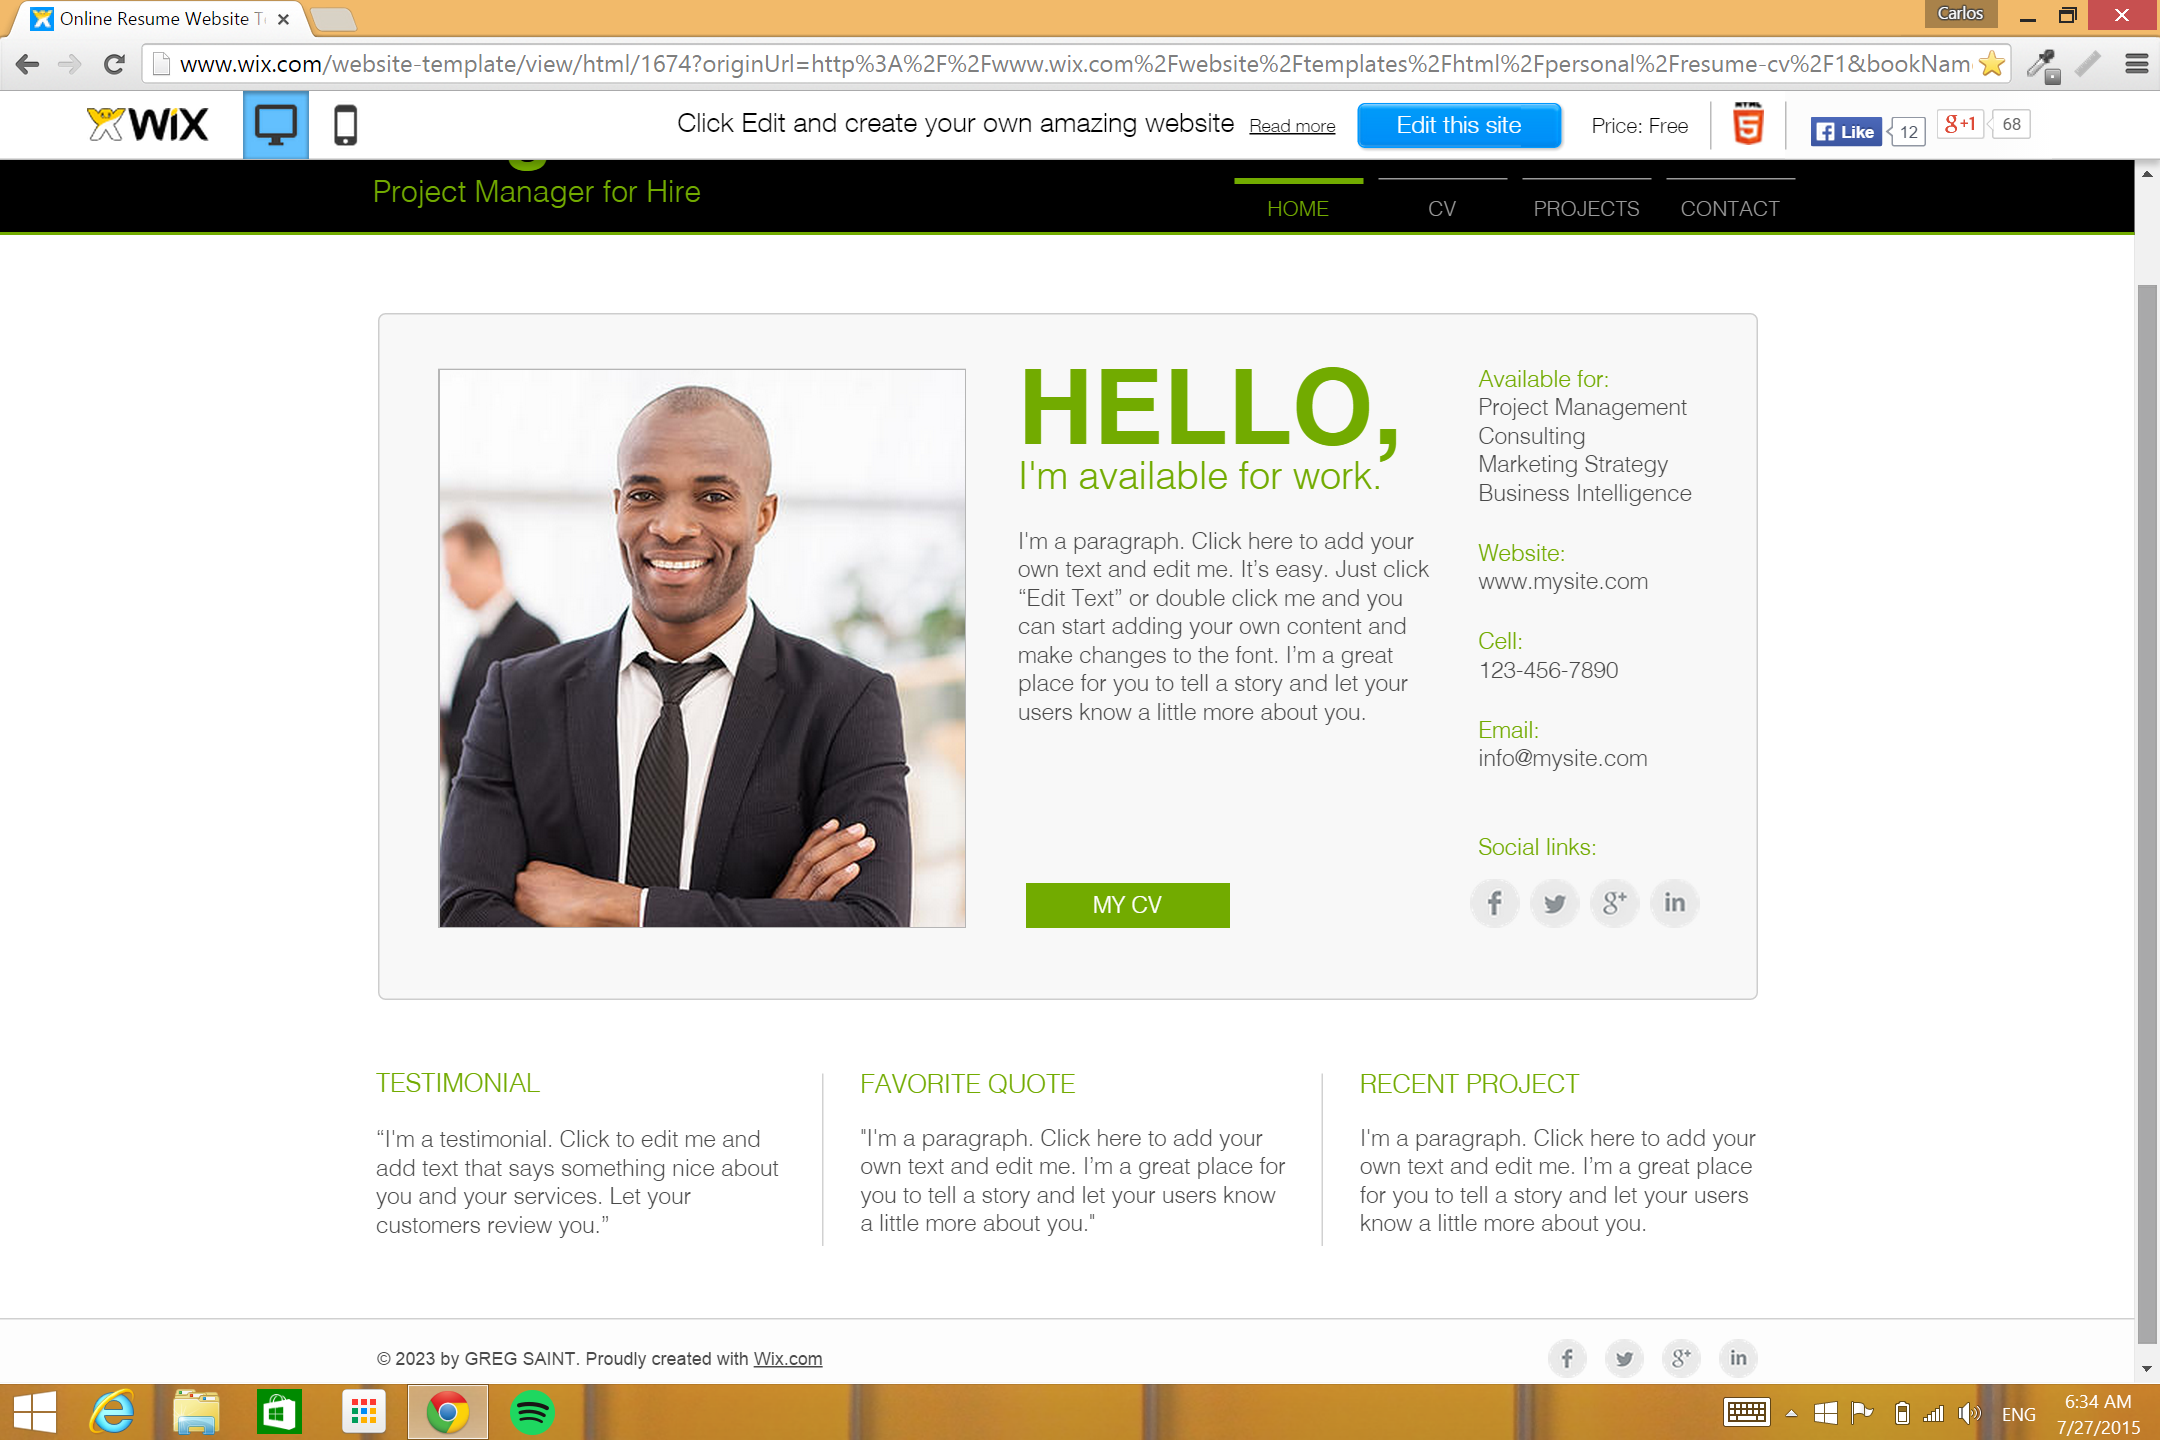 Online Resume Website T
Carlos
www.wix.com/website-template/view/html/1674?originUrl=http%3A%2F%2Fwww.wix.com%2Fwebsite%2Ftemplates%2Fhtml%2Fpersonal%2Fresume-cv%2F1&bookNam
WiX
Click Edit and create your own amazing website Read more
Edit this site
Price: Free
HTML
5
Like 12
g+1 68
Project Manager for Hire
HOME CV PROJECTS CONTACT
HELLO,
I'm available for work.
I'm a paragraph. Click here to add your
own text and edit me. It’s easy. Just click
“Edit Text” or double click me and you
can start adding your own content and
make changes to the font. I’m a great
place for you to tell a story and let your
users know a little more about you.
MY CV
Available for:
Project Management
Consulting
Marketing Strategy
Business Intelligence
Website:
www.mysite.com
Cell:
123-456-7890
Email:
info@mysite.com
Social links:
TESTIMONIAL
“I'm a testimonial. Click to edit me and
add text that says something nice about
you and your services. Let your
customers review you.”
FAVORITE QUOTE
"I'm a paragraph. Click here to add your
own text and edit me. I’m a great place for
you to tell a story and let your users know
a little more about you."
RECENT PROJECT
I'm a paragraph. Click here to add your
own text and edit me. I’m a great place
for you to tell a story and let your users
know a little more about you.
© 2023 by GREG SAINT. Proudly created with Wix.com
ENG
6:34 AM
7/27/2015